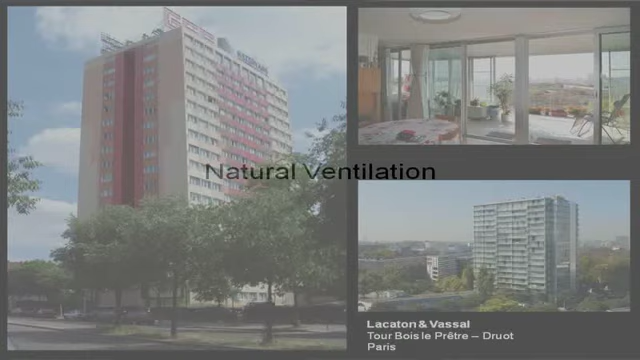 Natural Ventilation
Lacaton & Vassal
Tour Bois le Prêtre – Druot
Paris